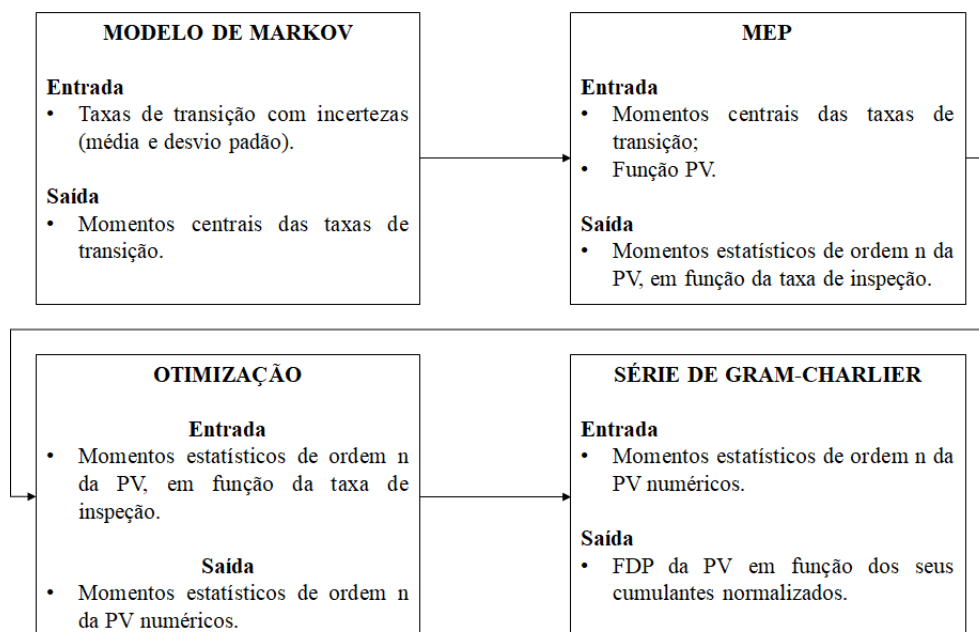 MODELO DE MARKOV
Entrada
• Taxas de transição com incertezas
(média e desvio padão).
Saída
• Momentos centrais das taxas de
transição.
MEP
Entrada
• Momentos centrais das taxas de
transição;
• Função PV.
Saída
• Momentos estatísticos de ordem n da
PV, em função da taxa de inspeção.
OTIMIZAÇÃO
Entrada
• Momentos estatísticos de ordem n
da PV, em função da taxa de
inspeção.
Saída
• Momentos estatísticos de ordem n
da PV numéricos.
SÉRIE DE GRAM-CHARLIER
Entrada
• Momentos estatísticos de ordem n da
PV numéricos.
Saída
• FDP da PV em função dos seus
cumulantes normalizados.